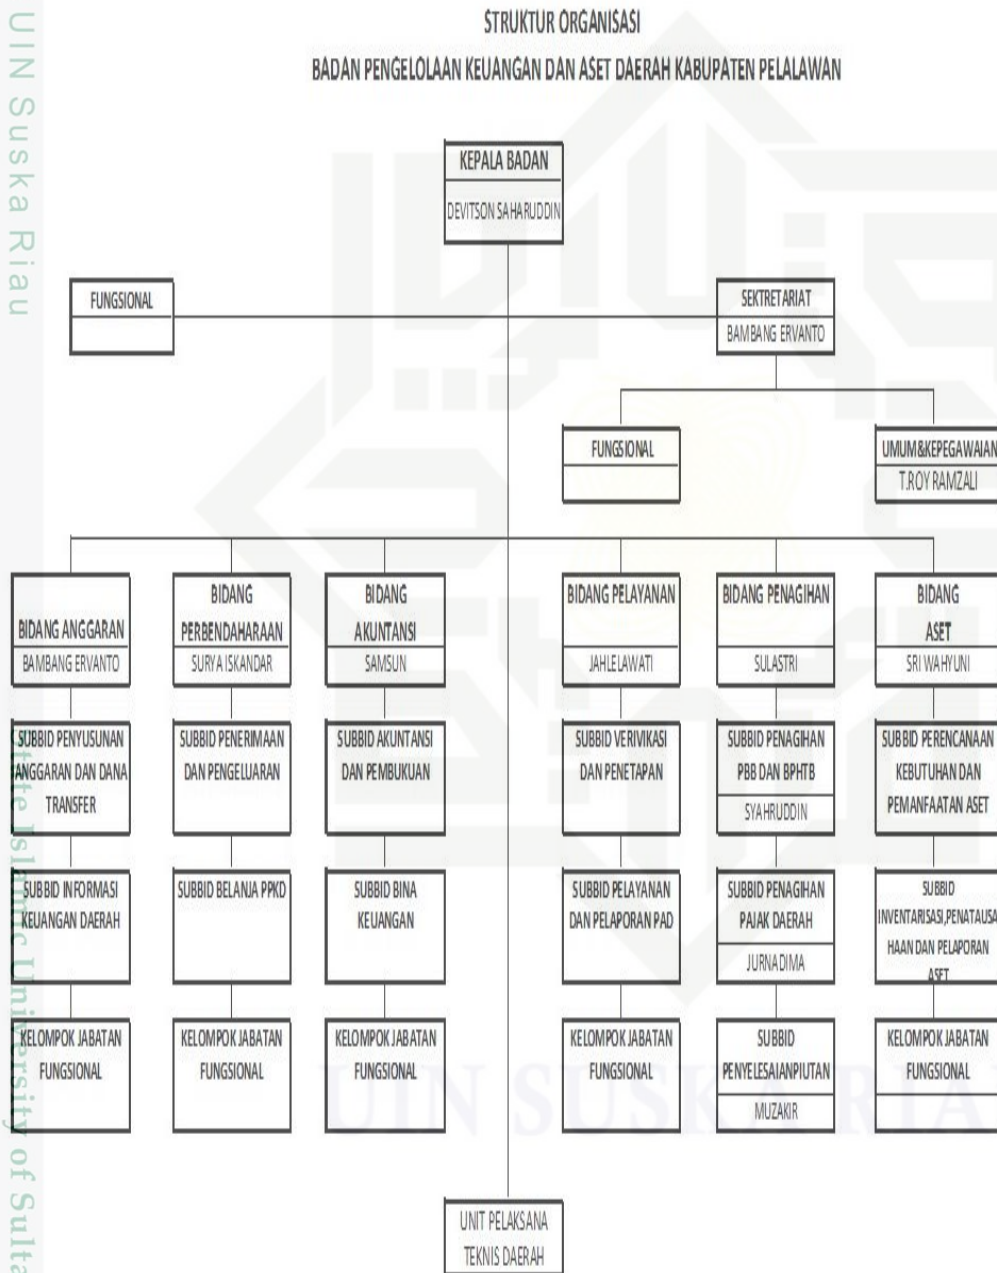 STRUKTUR ORGANISASI
BADAN PENGELOLAAN KEUANGAN DAN ASET DAERAH KABUPATEN PELALAWAN
KEPALA BADAN
DEVITSON SAHARUDDIN
FUNGSIONAL
SEKTRETARIAT
BAMBANG ERVANTO
FUNGSIONAL
UMUM&KEPEGAWAIAN
T.ROY RAMZALI
BIDANG ANGGARAN
BAMBANG ERVANTO
BIDANG
PERBENDAHARAAN
SURYA ISKANDAR
BIDANG
AKUNTANSI
SAMSUN
BIDANG PELAYANAN
JAHLELAWATI
BIDANG PENAGIHAN
SULASTRI
BIDANG
ASET
SRI WAHYUNI
SUBBID PENYUSUNAN
ANGGARAN DAN DANA
TRANSFER
SUBBID PENERIMAAN
DAN PENGELUARAN
SUBBID AKUNTANSI
DAN PEMBUKUAN
SUBBID VERIVIKASI
DAN PENETAPAN
SUBBID PENAGIHAN
PBB DAN BPHTB
SYAHRUDDIN
SUBBID PERENCANAAN
KEBUTUHAN DAN
PEMANFAATAN ASET
SUBBID INFORMASI
KEUANGAN DAERAH
SUBBID BELANJA PPKD
SUBBID BINA
KEUANGAN
SUBBID PELAYANAN
DAN PELAPORAN PAD
SUBBID PENAGIHAN
PAJAK DAERAH
JURNADIMA
SUBBID
INVENTARISASI,PENATAUSA
HAAN DAN PELAPORAN
ASET
KELOMPOK JABATAN
FUNGSIONAL
KELOMPOK JABATAN
FUNGSIONAL
KELOMPOK JABATAN
FUNGSIONAL
KELOMPOK JABATAN
FUNGSIONAL
SUBBID
PENYELESAIANPIUTAN
MUZAKIR
KELOMPOK JABATAN
FUNGSIONAL
UNIT PELAKSANA
TEKNIS DAERAH
UIN Suska Riau
State Islamic University of Sulta
UIN SUSKA RIA